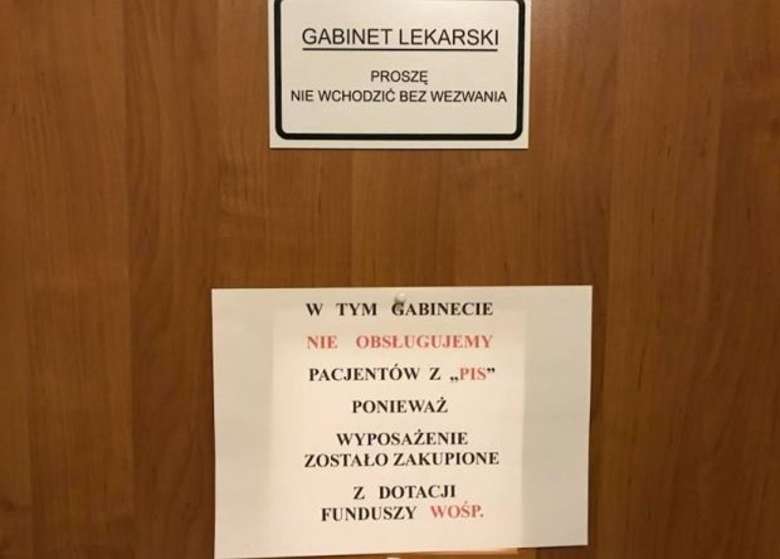 GABINET LEKARSKI
PROSZĘ
NIE WCHODZIĆ BEZ WEZWANIA
W TYM GABINECIE
NIE OBSŁUGUJEMY
PACJENTÓW Z „PIS”
PONIEWAŻ
WYPOSAŻENIE
ZOSTAŁO ZAKUPIONE
Z DOTACJI
FUNDUSZY WOŚP.